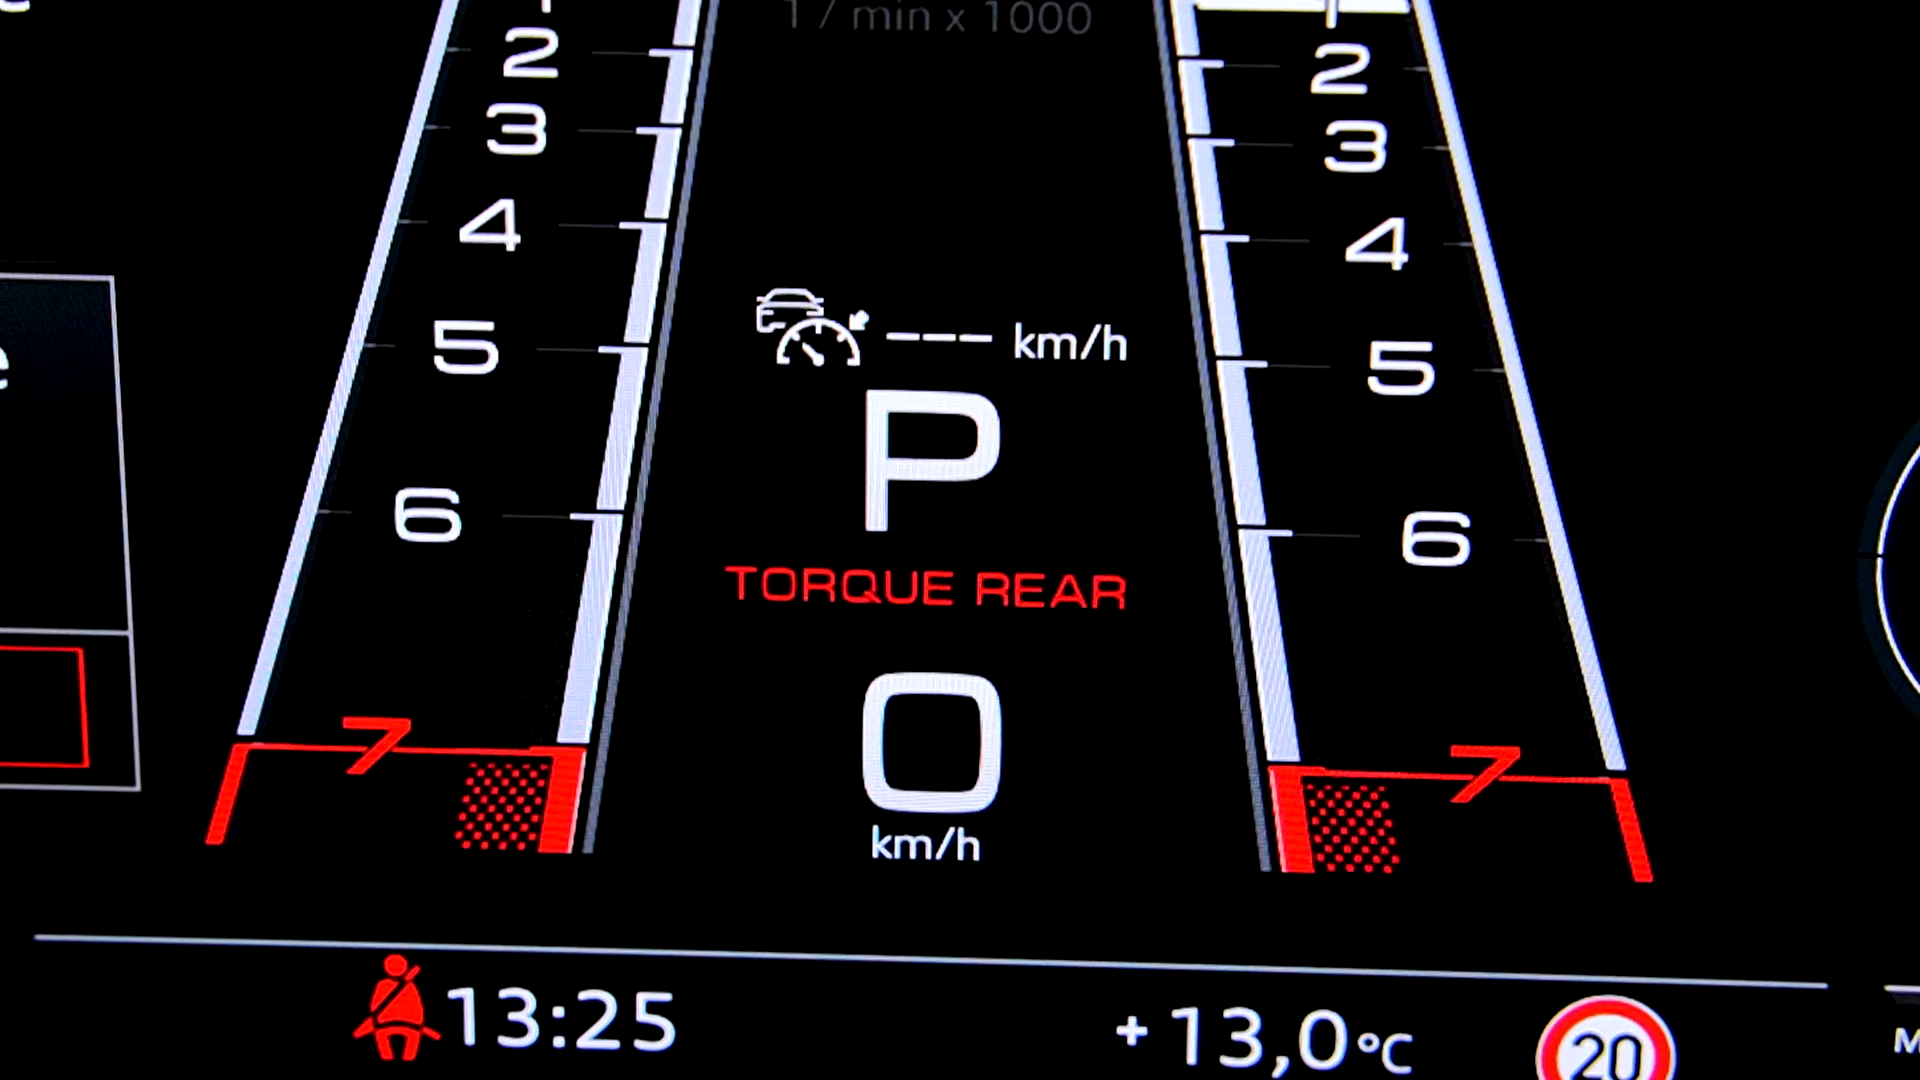 1 / min x 1000
2 2
3 3
4 4
--- km/h
5 5
P
6 6
TORQUE REAR
7 7
0
km/h
13:25 +13,0°C 20